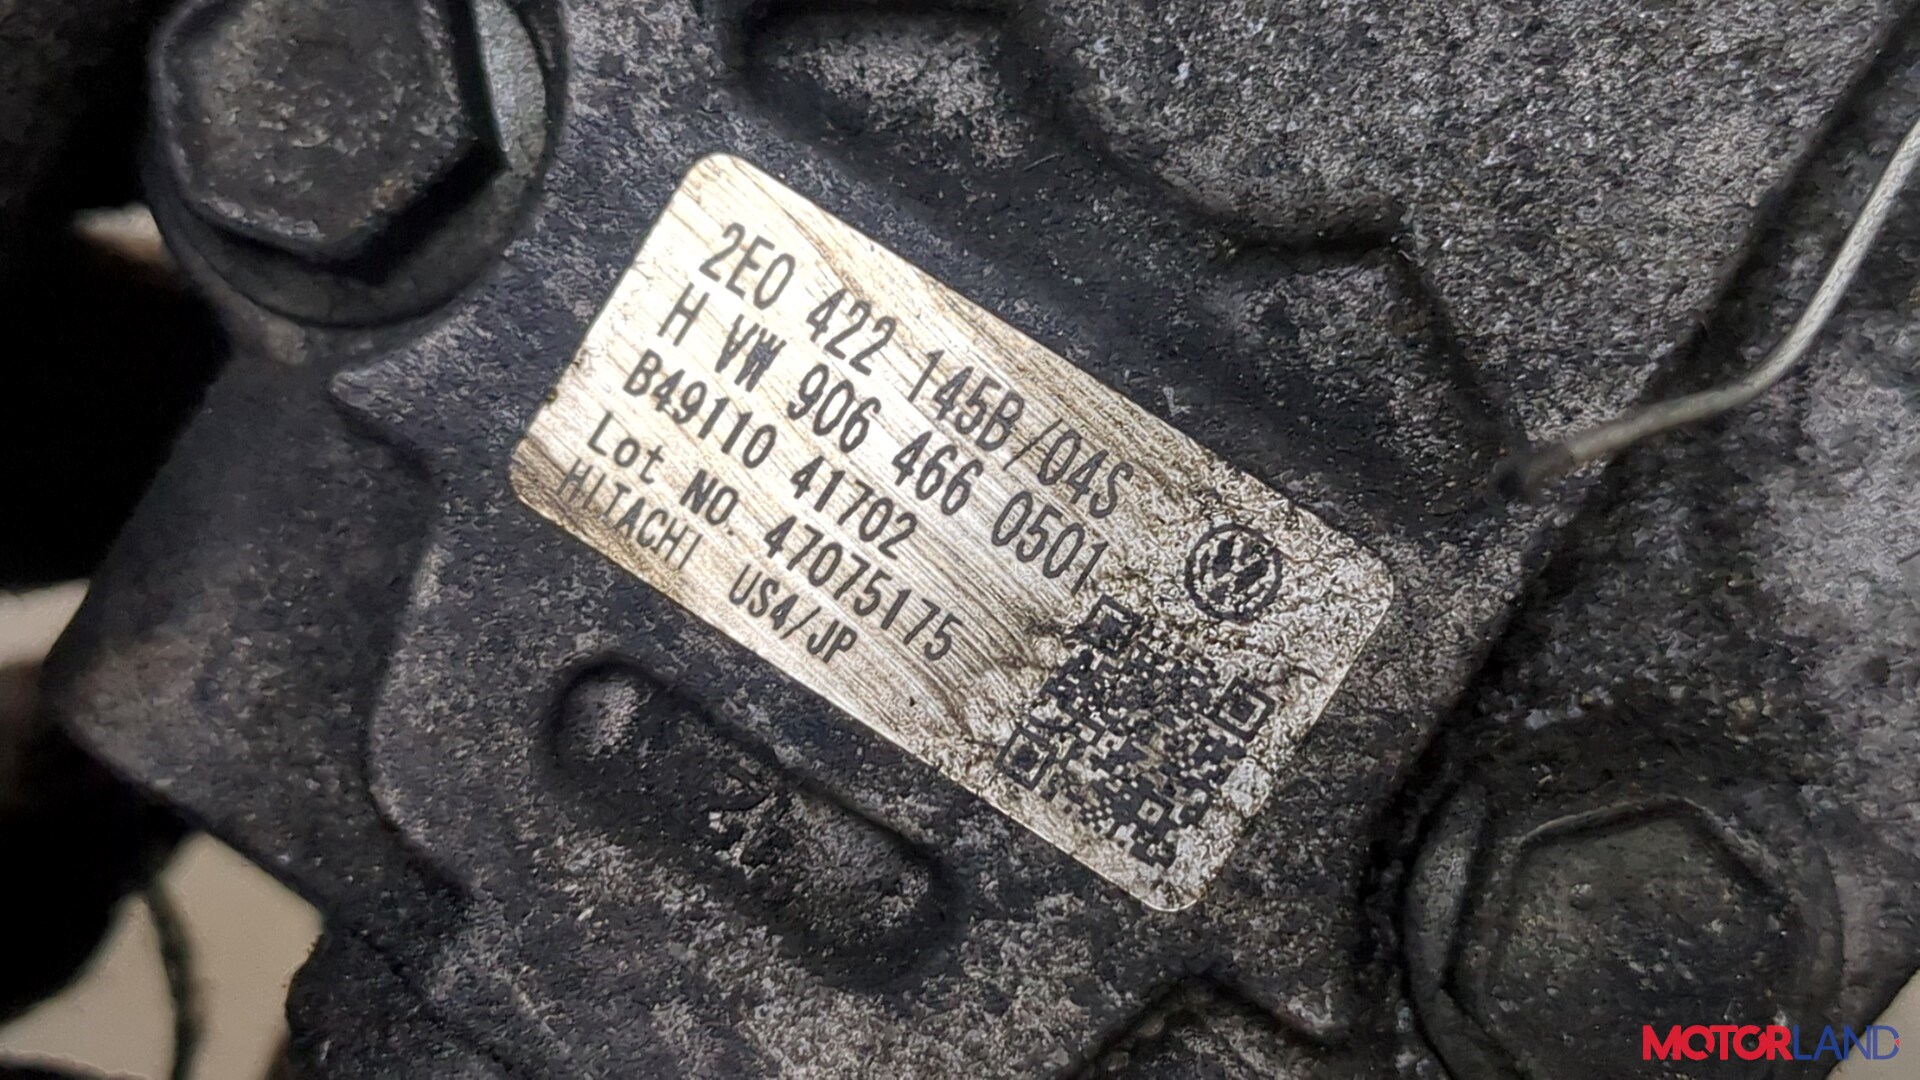 2E0 422 145B/04S
H VW 906 466 0501
B49110 41702
Lot NO. 47075175
HITACHI US4/JP
MOTORLAND